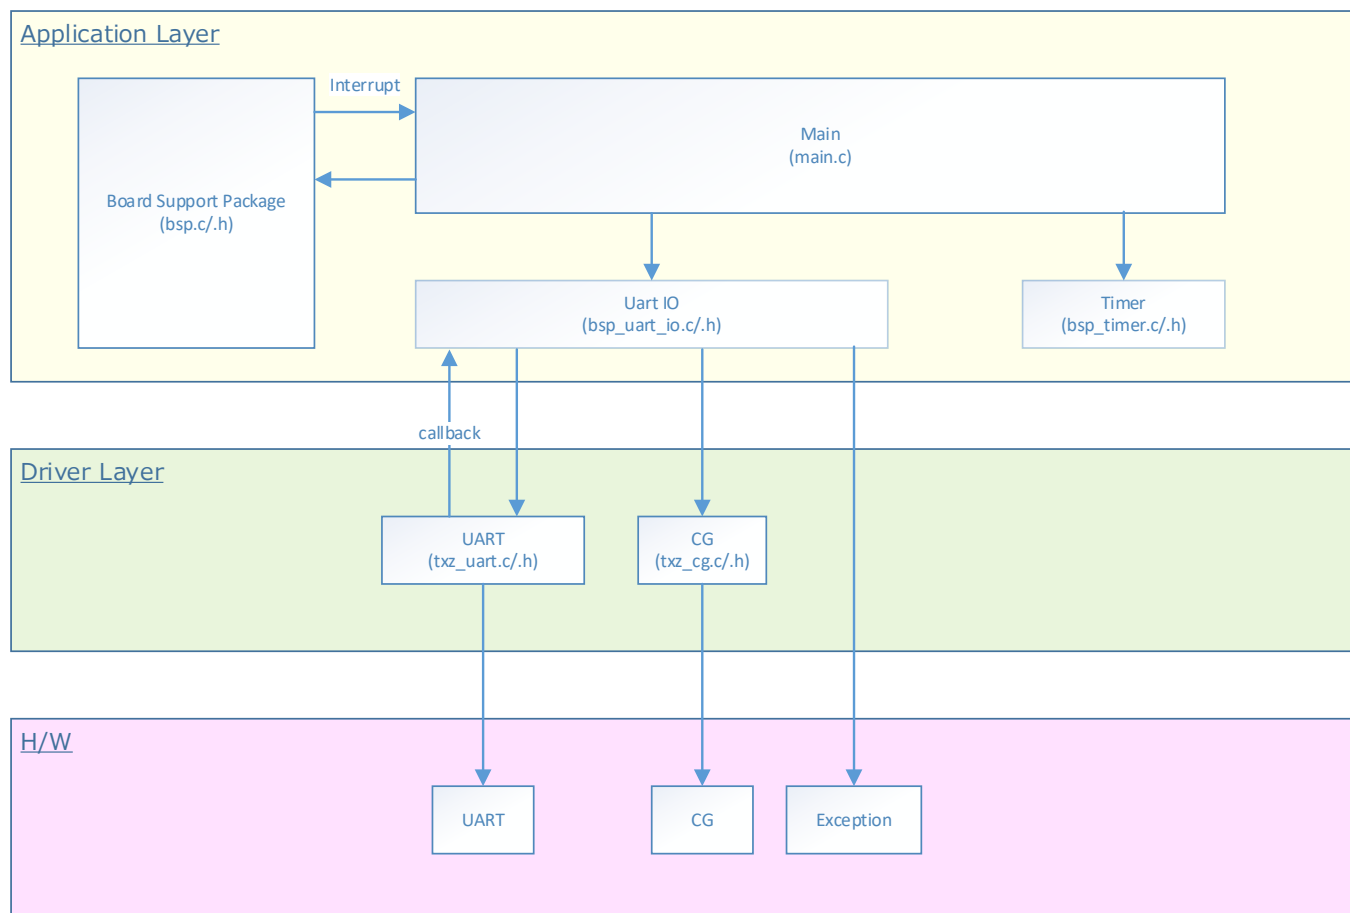 Application Layer
Interrupt
Main
(main.c)
Board Support Package
(bsp.c/.h)
Uart IO
(bsp_uart_io.c/.h)
Timer
(bsp_timer.c/.h)
callback
Driver Layer
UART
(txz_uart.c/.h)
CG
(txz_cg.c/.h)
H/W
UART
CG
Exception